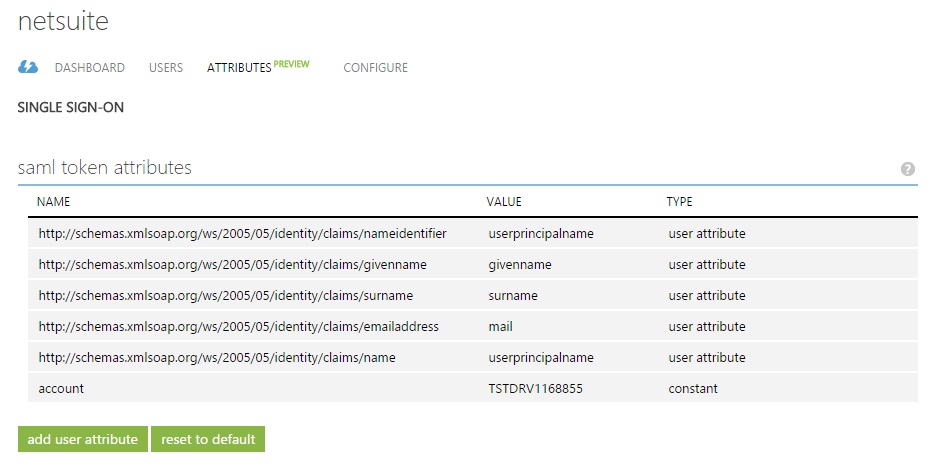 netsuite
DASHBOARD USERS ATTRIBUTES PREVIEW CONFIGURE
SINGLE SIGN-ON
saml token attributes ?
NAME VALUE TYPE
http://schemas.xmlsoap.org/ws/2005/05/identity/claims/nameidentifier userprincipalname user attribute
http://schemas.xmlsoap.org/ws/2005/05/identity/claims/givenname givenname user attribute
http://schemas.xmlsoap.org/ws/2005/05/identity/claims/surname surname user attribute
http://schemas.xmlsoap.org/ws/2005/05/identity/claims/emailaddress mail user attribute
http://schemas.xmlsoap.org/ws/2005/05/identity/claims/name userprincipalname user attribute
account TSTDRV1168855 constant
add user attribute reset to default